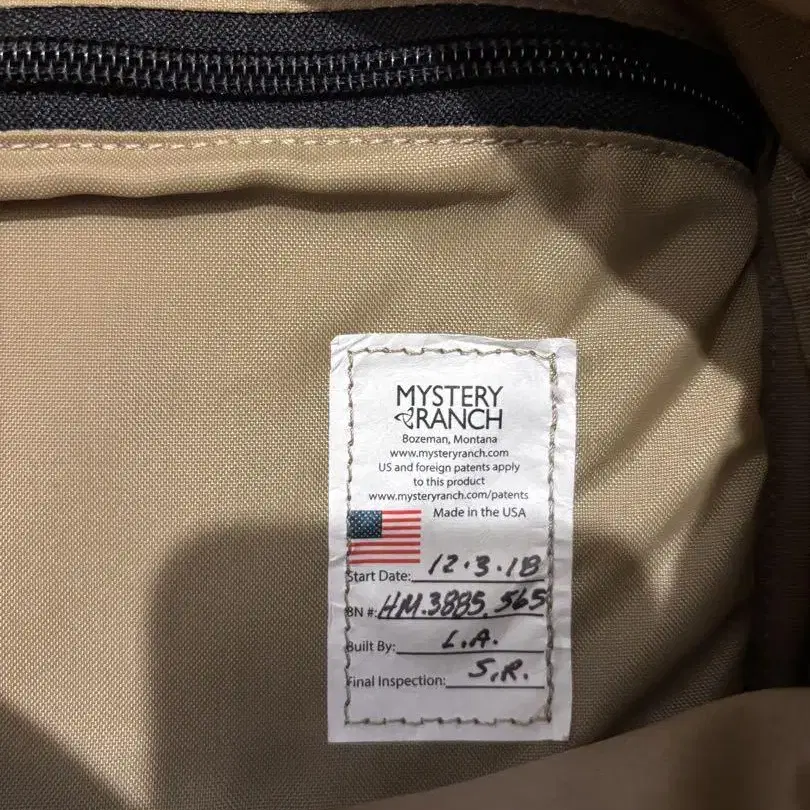 MYSTERY
RANCH
Bozeman, Montana
www.mysteryranch.com
US and foreign patents apply
to this product
www.mysteryranch.com/patents
Made in the USA
Start Date: 12.3.18
BN #: HM.3885.565
Built By: L.A.
Final Inspection: S.R.